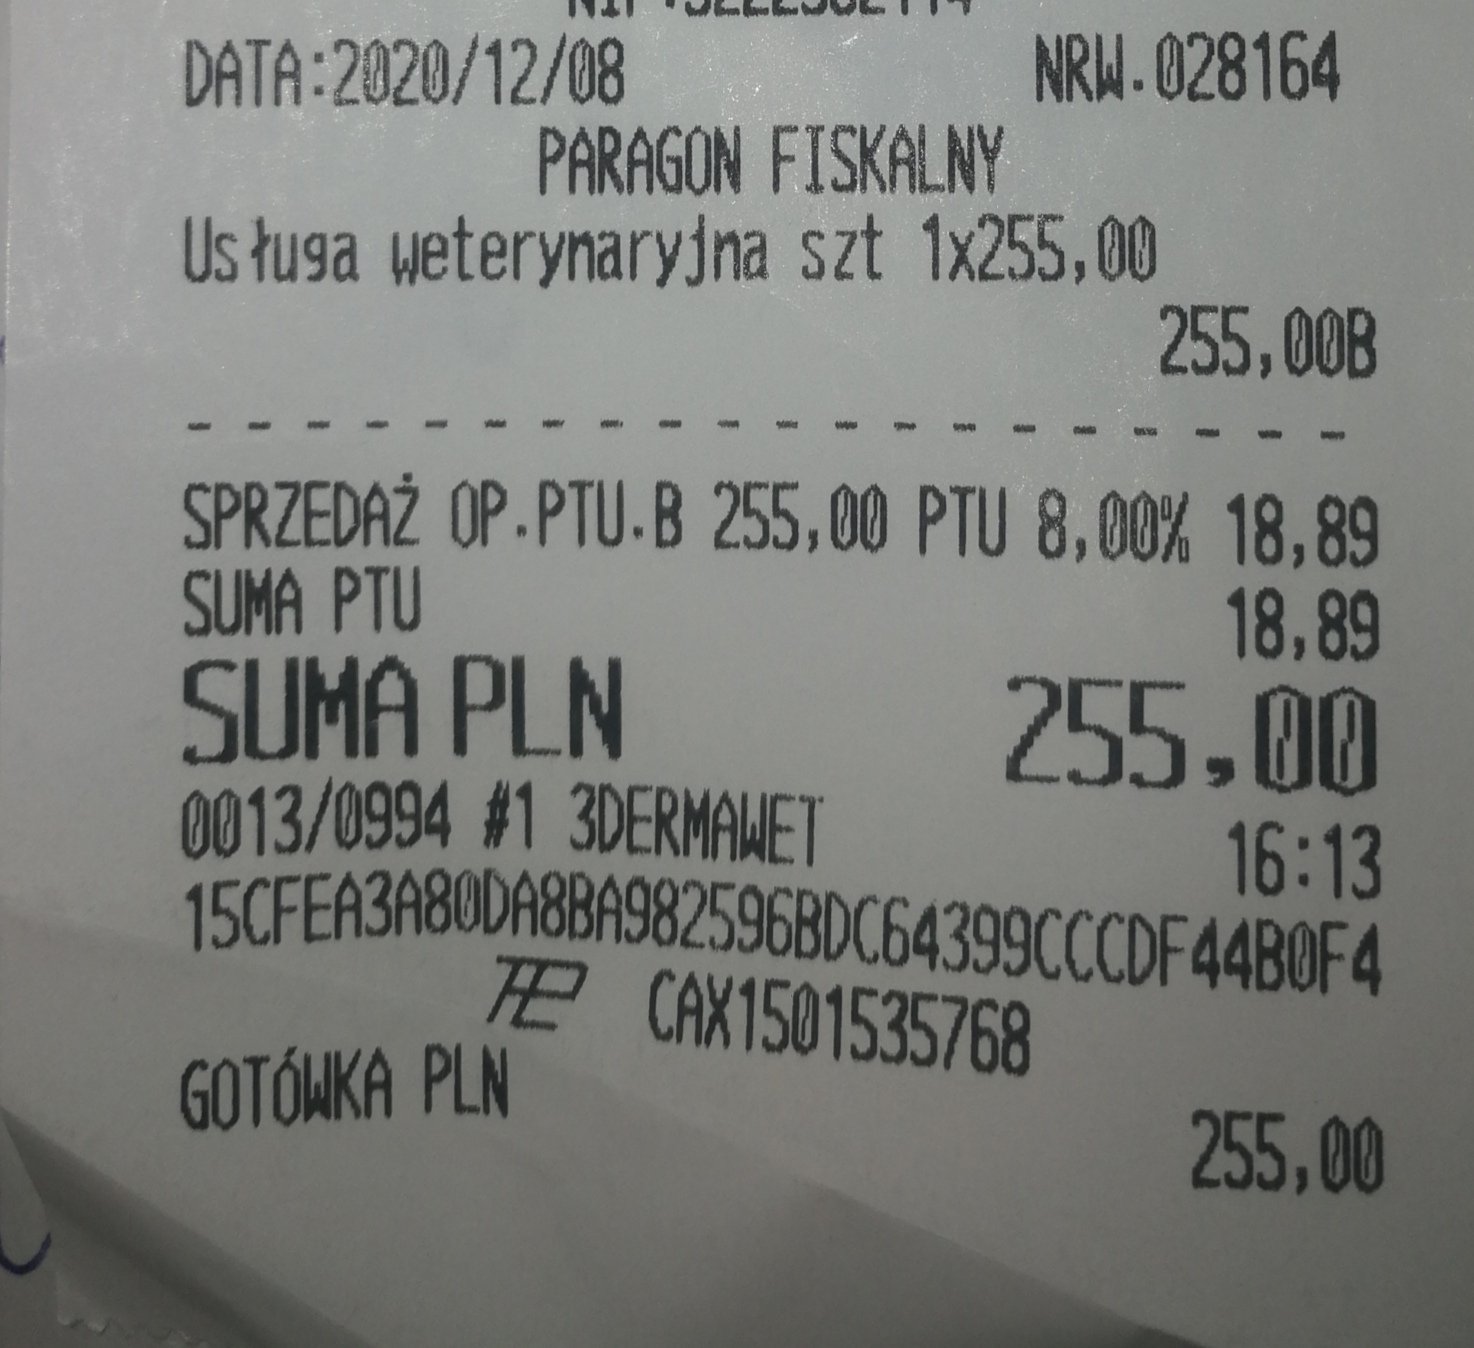 DATA:2020/12/08 NRW.028164
PARAGON FISKALNY
Usługa weterynaryjna szt 1x255,00
255,00B
- - - - - - - - - - - - - - - - - - - -
SPRZEDAŻ OP.PTU.B 255,00 PTU 8,00% 18,89
SUMA PTU 18,89
SUMA PLN 255,00
0013/0994 #1 3DERMAWET 16:13
15CFEA3A80DA8BA982596BDC64399CCCDF44B0F4
CAX1501535768
GOTÓWKA PLN
255,00